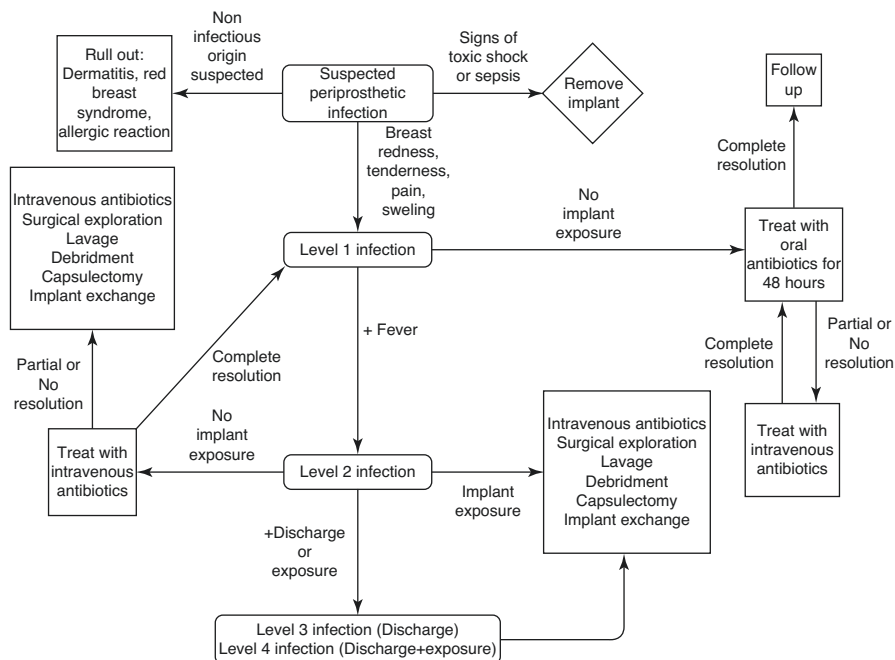 Non
infectious
origin
suspected
Signs of
toxic shock
or sepsis
Rull out:
Dermatitis, red
breast
syndrome,
allergic reaction
Suspected
periprosthetic
infection
Remove
implant
Follow
up
Breast
redness,
tenderness,
pain,
sweling
Complete
resolution
Intravenous antibiotics
Surgical exploration
Lavage
Debridment
Capsulectomy
Implant exchange
No
implant
exposure
Level 1 infection
Treat with
oral
antibiotics for
48 hours
+ Fever
Partial or
No
resolution
Complete
resolution
Complete
resolution
Partial or
No
resolution
No
implant
exposure
Treat with
intravenous
antibiotics
Level 2 infection
Implant
exposure
Intravenous antibiotics
Surgical exploration
Lavage
Debridment
Capsulectomy
Implant exchange
Treat with
intravenous
antibiotics
+Discharge
or
exposure
Level 3 infection (Discharge)
Level 4 infection (Discharge+exposure)